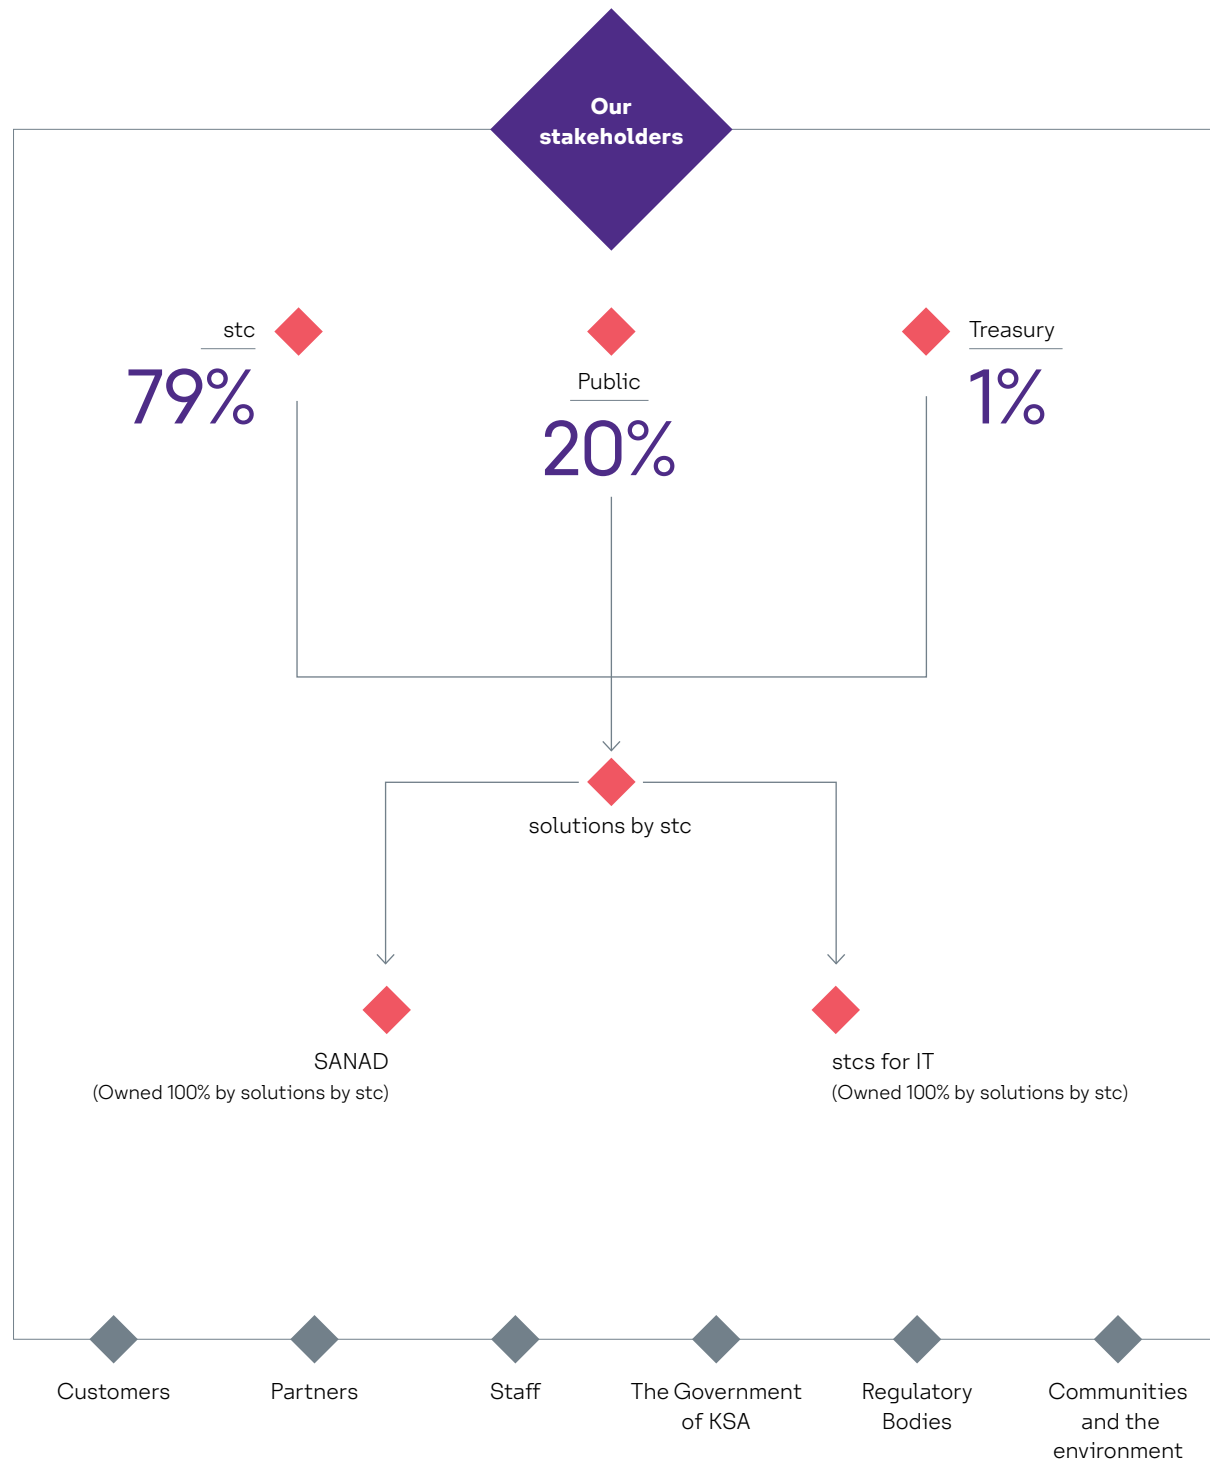 Our
stakeholders
stc
79%
Public
20%
Treasury
1%
solutions by stc
SANAD
(Owned 100% by solutions by stc)
stcs for IT
(Owned 100% by solutions by stc)
Customers
Partners
Staff
The Government
of KSA
Regulatory
Bodies
Communities
and the
environment